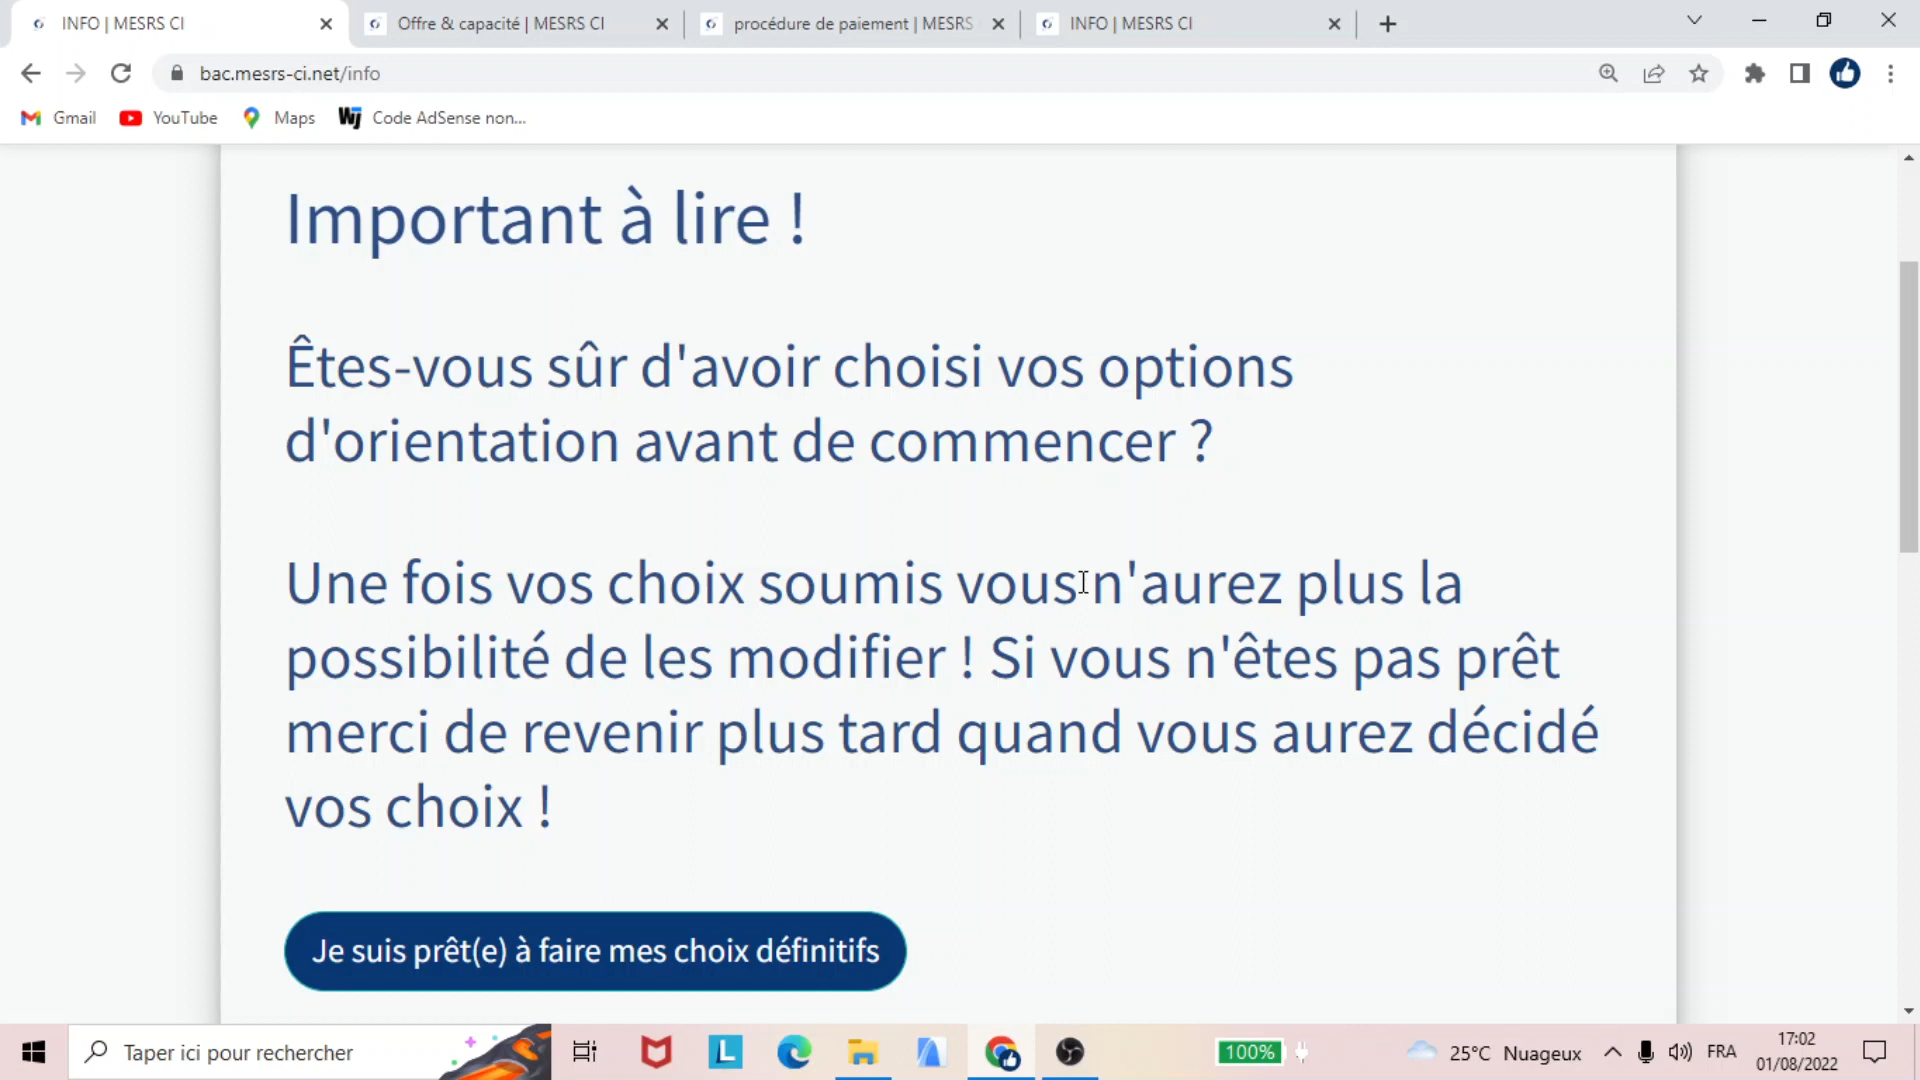 INFO | MESRS CI
Offre & capacité | MESRS CI
procédure de paiement | MESRS
INFO | MESRS CI
bac.mesrs-ci.net/info
Gmail
YouTube
Maps
Code AdSense non...
Important à lire !
Êtes-vous sûr d'avoir choisi vos options
d'orientation avant de commencer ?
Une fois vos choix soumis vous n'aurez plus la
possibilité de les modifier ! Si vous n'êtes pas prêt
merci de revenir plus tard quand vous aurez décidé
vos choix !
Je suis prêt(e) à faire mes choix définitifs
Taper ici pour rechercher
L
100%
25°C Nuageux
FRA
17:02
01/08/2022